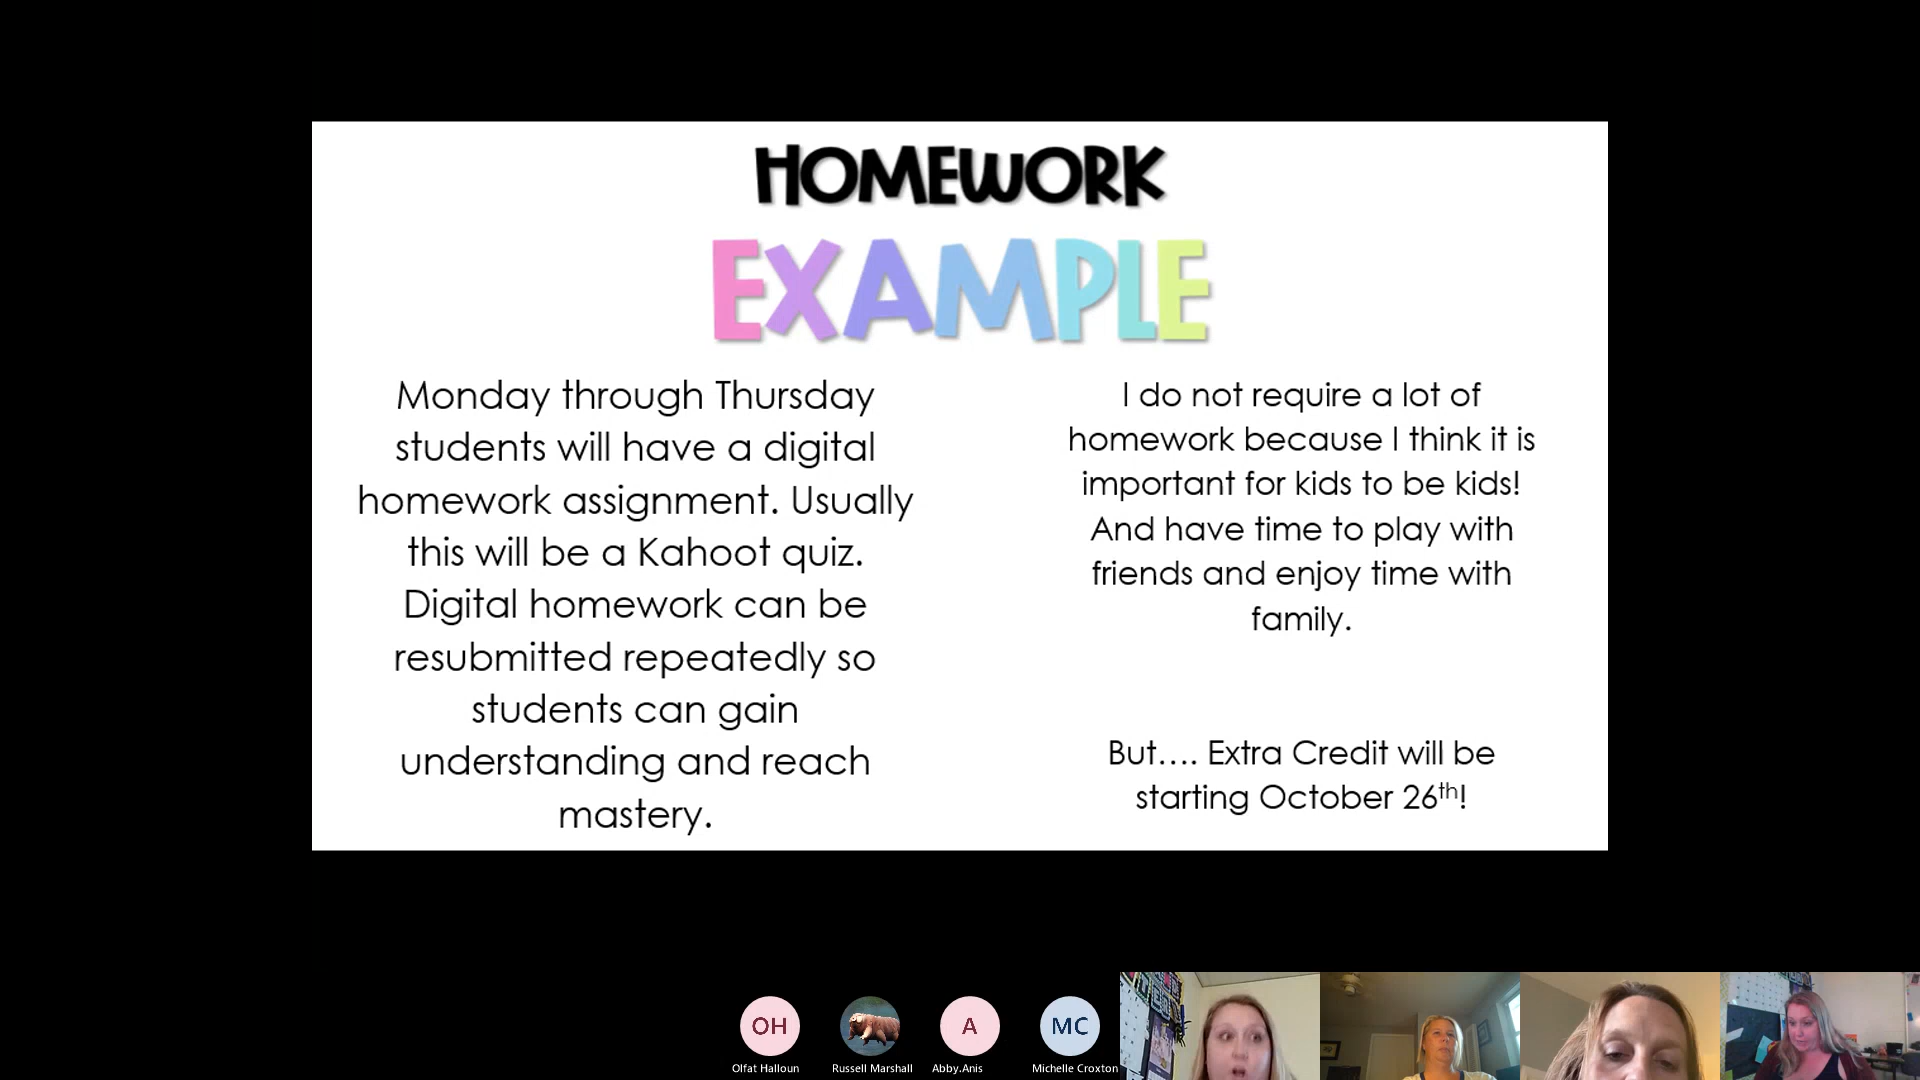 HOMEWORK
EXAMPLE
Monday through Thursday
students will have a digital
homework assignment. Usually
this will be a Kahoot quiz.
Digital homework can be
resubmitted repeatedly so
students can gain
understanding and reach
mastery.
I do not require a lot of
homework because I think it is
important for kids to be kids!
And have time to play with
friends and enjoy time with
family.
But…. Extra Credit will be
starting October 26th!
OH
A
MC
Olfat Halloun
Russell Marshall
Abby.Anis
Michelle Croxton